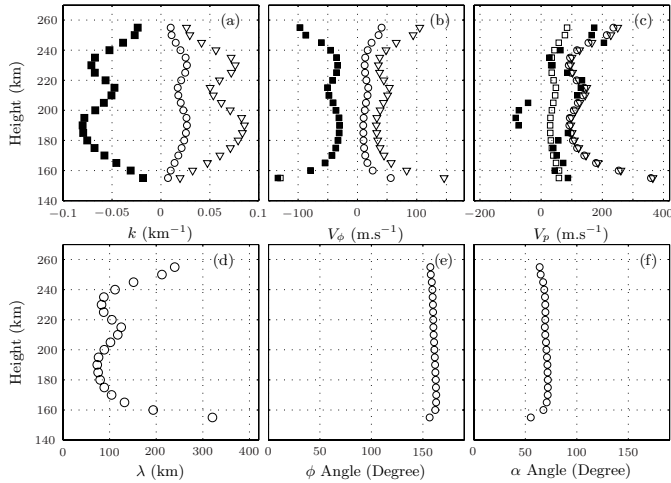 (a)
(b)
(c)
260
240
220
200
180
160
140
Height (km)
−0.1
−0.05
0
0.05
0.1
−100
0
100
−200
0
200
400
k (km⁻¹)
V_ϕ (m.s⁻¹)
V_p (m.s⁻¹)
(d)
(e)
(f)
260
240
220
200
180
160
140
Height (km)
0
100
200
300
400
0
50
100
150
0
50
100
150
λ (km)
ϕ Angle (Degree)
α Angle (Degree)